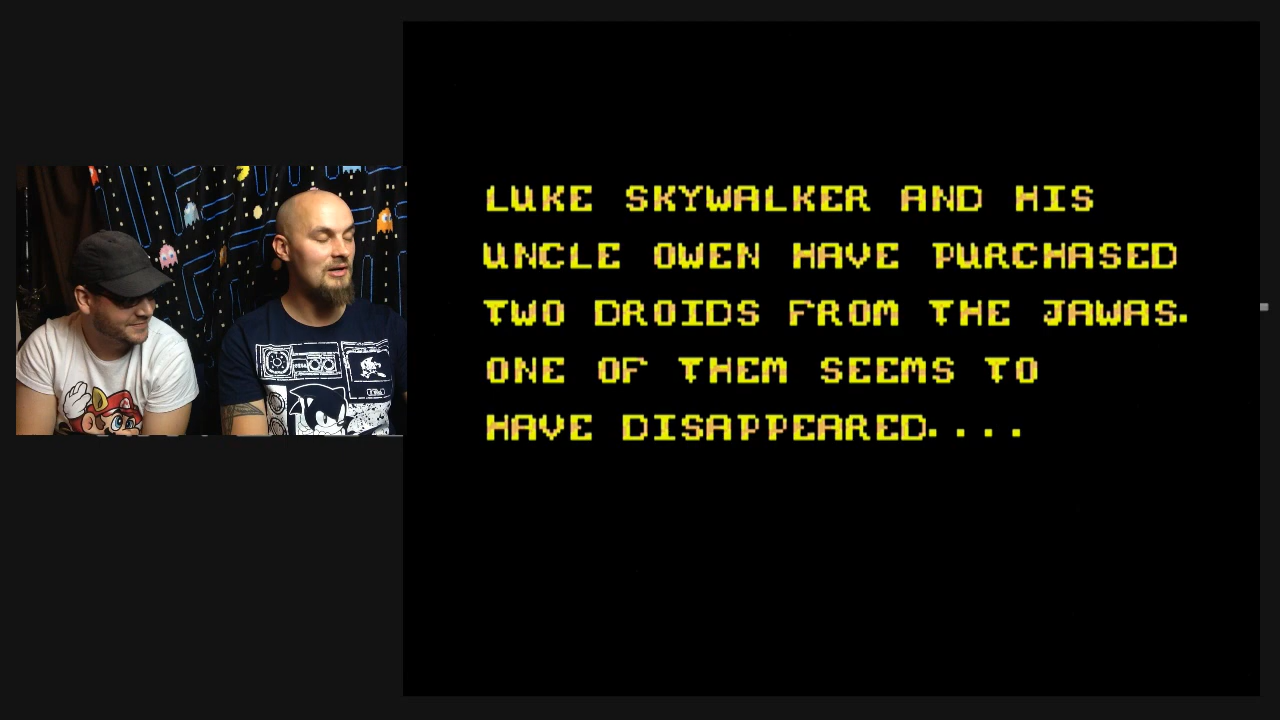 LUKE SKYWALKER AND HIS
UNCLE OWEN HAVE PURCHASED
TWO DROIDS FROM THE JAWAS.
ONE OF THEM SEEMS TO
HAVE DISAPPEARED....